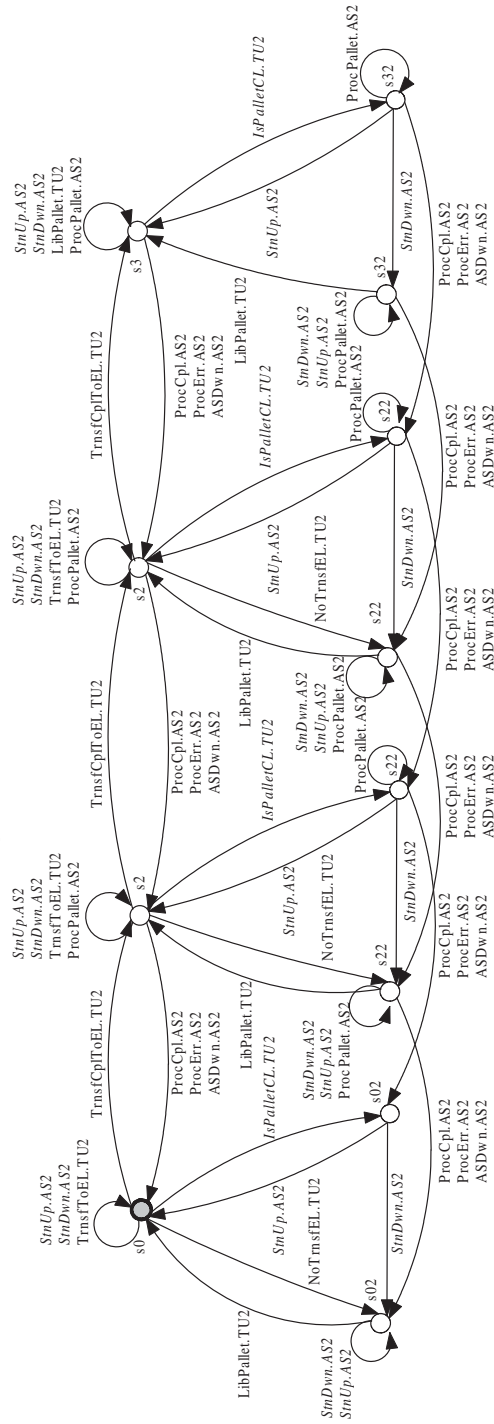 StnUp.AS2
StnDwn.AS2
TrnsfToEL.TU2
s0
TrnsfCplToEL.TU2
ProcCpl.AS2
ProcErr.AS2
ASDwn.AS2
LibPallet.TU2
NoTrnsfEL.TU2
StnUp.AS2
IsPalletCL.TU2
StnDwn.AS2
StnUp.AS2
s02
StnDwn.AS2
s02
ProcCpl.AS2
ProcErr.AS2
ASDwn.AS2
StnUp.AS2
StnDwn.AS2
TrnsfToEL.TU2
ProcPallet.AS2
s2
TrnsfCplToEL.TU2
ProcCpl.AS2
ProcErr.AS2
ASDwn.AS2
LibPallet.TU2
NoTrnsfEL.TU2
StnUp.AS2
IsPalletCL.TU2
StnDwn.AS2
StnUp.AS2
ProcPallet.AS2
s22
StnDwn.AS2
s22
ProcPallet.AS2
ProcCpl.AS2
ProcErr.AS2
ASDwn.AS2
ProcCpl.AS2
ProcErr.AS2
ASDwn.AS2
StnUp.AS2
StnDwn.AS2
TrnsfToEL.TU2
ProcPallet.AS2
s2
TrnsfCplToEL.TU2
ProcCpl.AS2
ProcErr.AS2
ASDwn.AS2
LibPallet.TU2
NoTrnsfEL.TU2
StnUp.AS2
IsPalletCL.TU2
StnDwn.AS2
StnUp.AS2
ProcPallet.AS2
s22
StnDwn.AS2
s22
ProcPallet.AS2
ProcCpl.AS2
ProcErr.AS2
ASDwn.AS2
ProcCpl.AS2
ProcErr.AS2
ASDwn.AS2
StnUp.AS2
StnDwn.AS2
LibPallet.TU2
ProcPallet.AS2
s3
LibPallet.TU2
StnUp.AS2
IsPalletCL.TU2
StnDwn.AS2
StnUp.AS2
ProcPallet.AS2
s32
StnDwn.AS2
s32
ProcPallet.AS2
ProcCpl.AS2
ProcErr.AS2
ASDwn.AS2